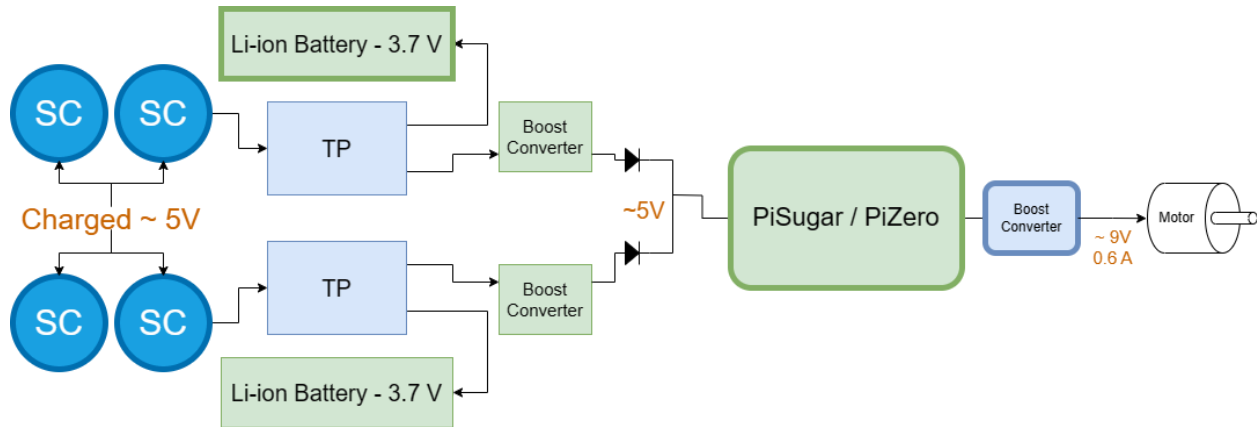 Li-ion Battery - 3.7 V
SC
SC
TP
Boost
Converter
Charged ~ 5V
~5V
PiSugar / PiZero
Boost
Converter
~ 9V
0.6 A
Motor
SC
SC
TP
Boost
Converter
Li-ion Battery - 3.7 V